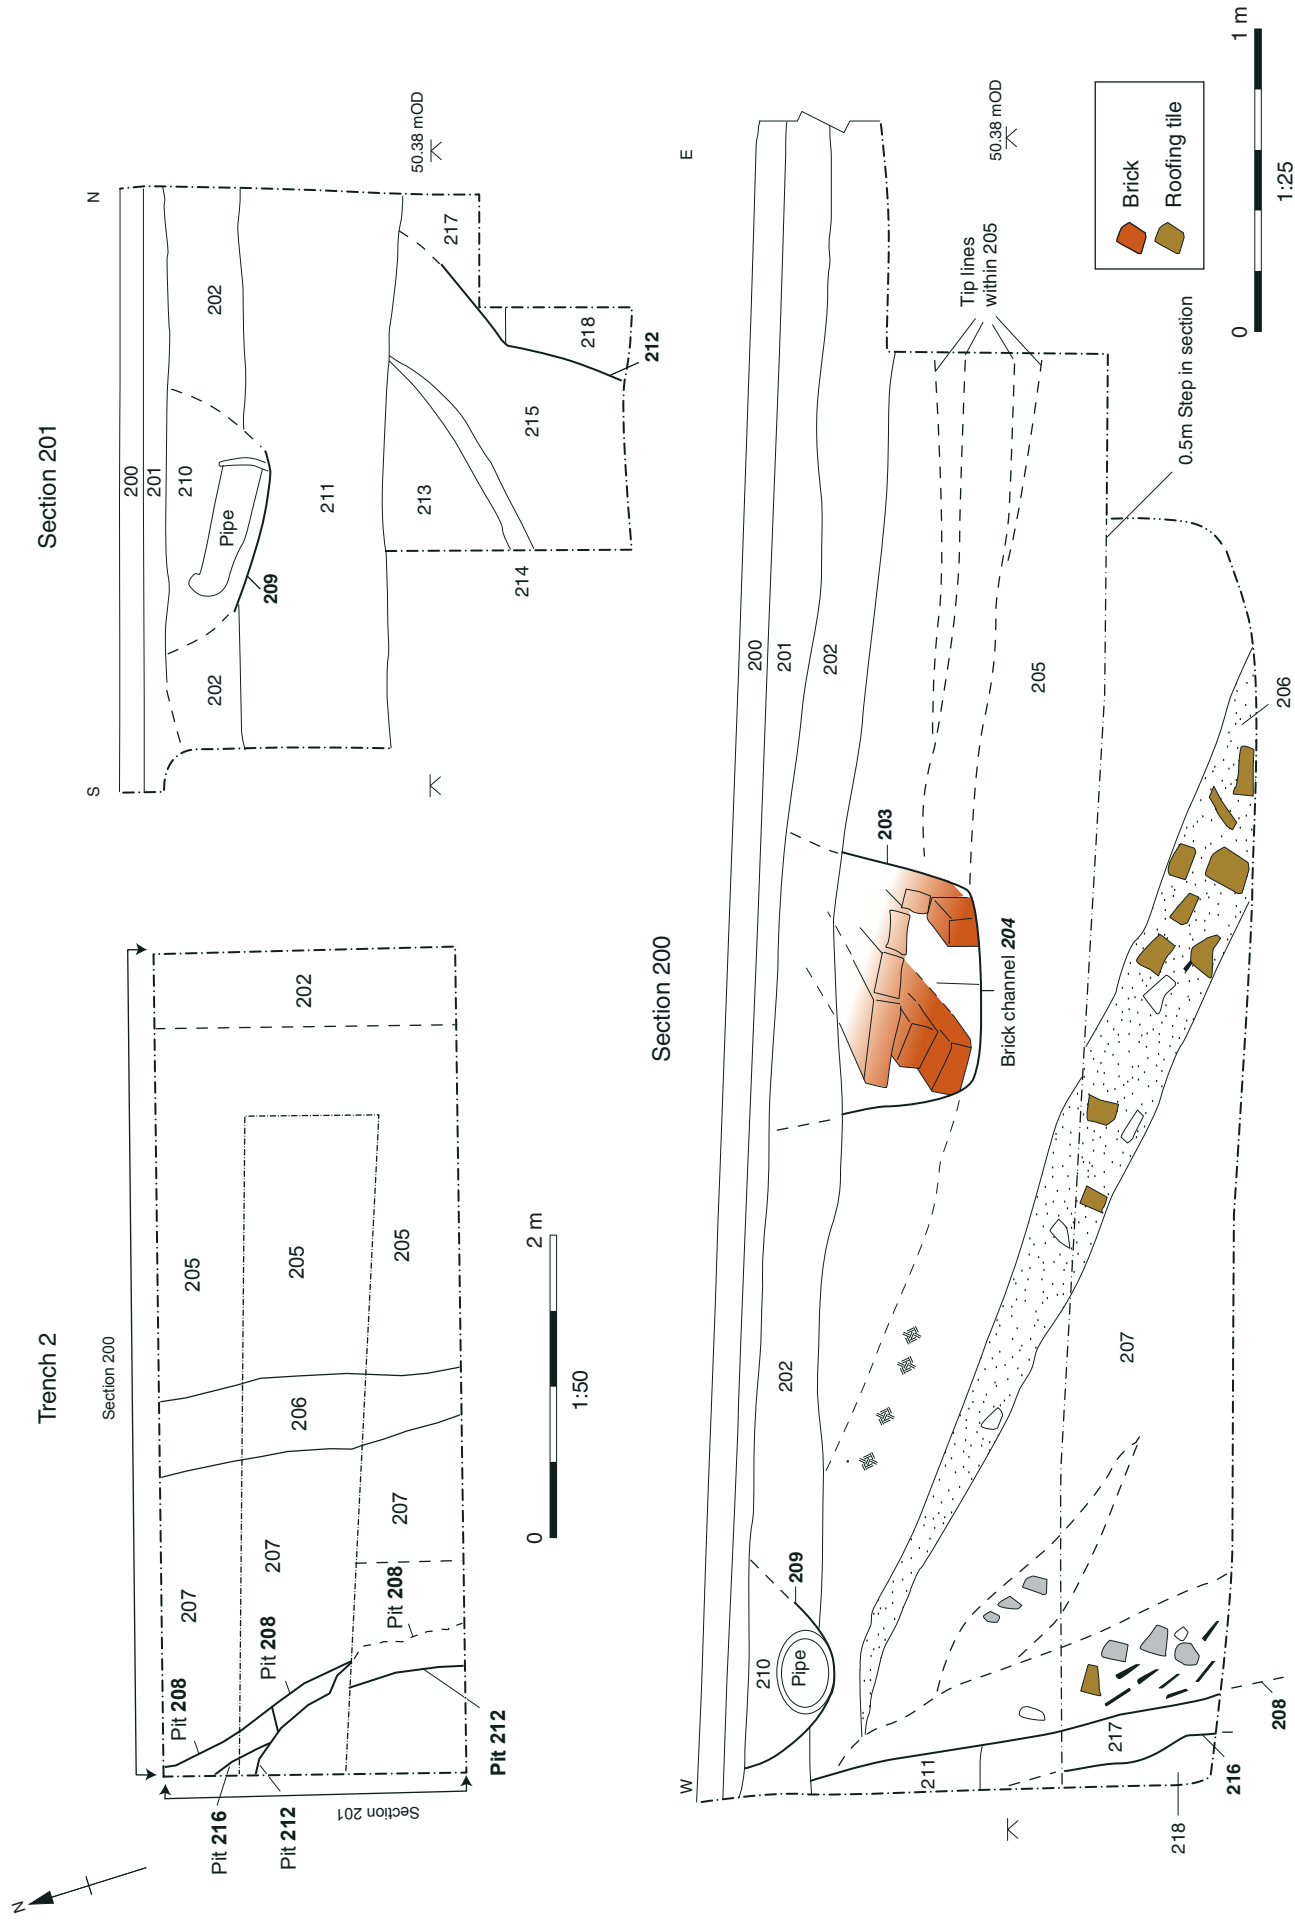 Trench 2
Section 200
202
205
205
205
206
207
207
207
Pit 208
Pit 208
Pit 208
Pit 216
Pit 212
Pit 212
Section 201
N
0
2 m
1:50
Section 201
S
N
200
201
202
210
Pipe
209
202
211
213
214
215
217
218
212
50.38 mOD
Section 200
W
E
200
201
202
202
203
Brick channel 204
205
Tip lines
within 205
50.38 mOD
0.5m Step in section
206
207
209
210
Pipe
211
217
208
216
218
Brick
Roofing tile
0
1 m
1:25